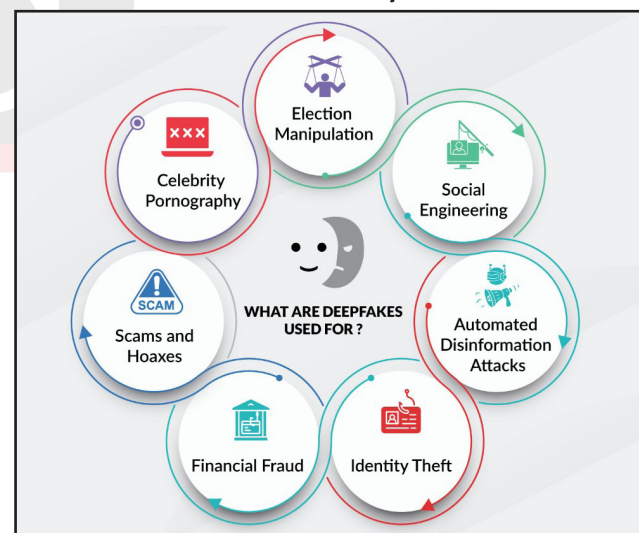 Election
Manipulation
Social
Engineering
Automated
Disinformation
Attacks
Identity Theft
Financial Fraud
SCAM
Scams and
Hoaxes
XXX
Celebrity
Pornography
WHAT ARE DEEPFAKES
USED FOR ?